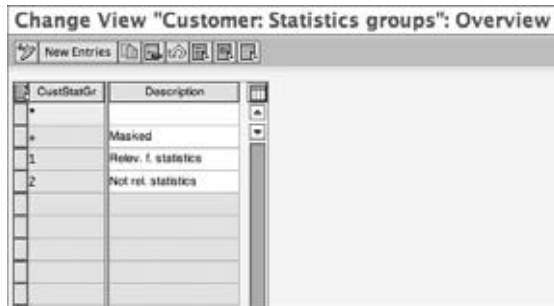 Change View "Customer: Statistics groups": Overview
New Entries
CustStatGr Description
*
+ Masked
1 Relev. f. statistics
2 Not rel. statistics